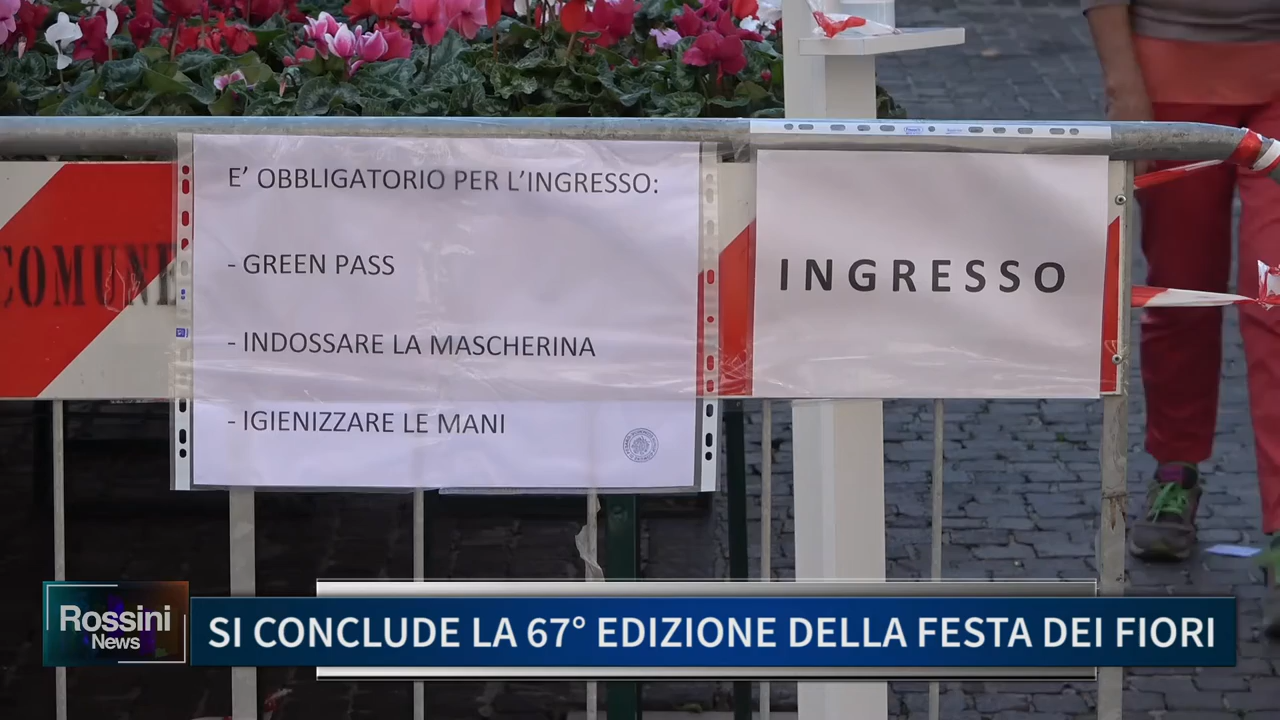 E' OBBLIGATORIO PER L'INGRESSO:
- GREEN PASS
- INDOSSARE LA MASCHERINA
- IGIENIZZARE LE MANI
INGRESSO
COMUNE
Rossini
News
SI CONCLUDE LA 67° EDIZIONE DELLA FESTA DEI FIORI